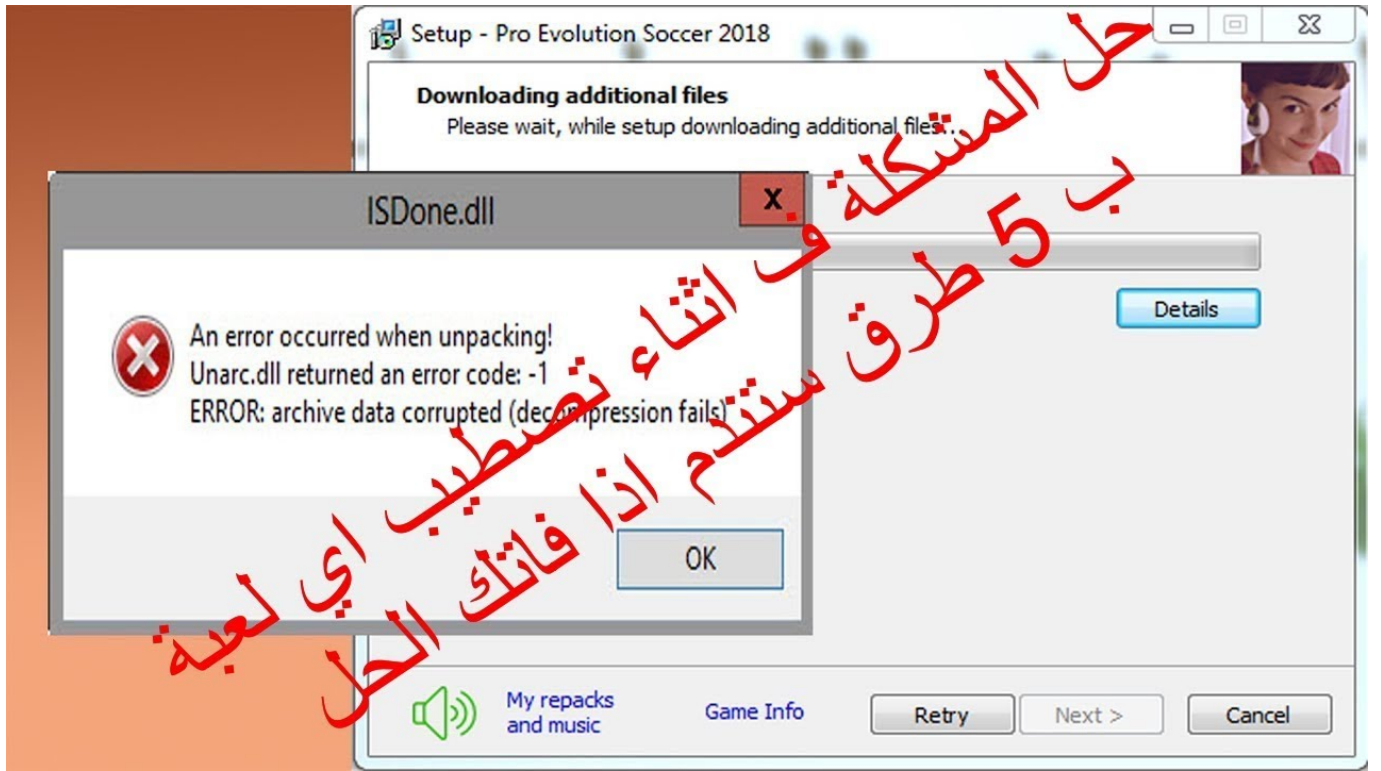 Setup - Pro Evolution Soccer 2018
Downloading additional files
Please wait, while setup downloading additional files...
ISDone.dll
x
An error occurred when unpacking!
Unarc.dll returned an error code: -1
ERROR: archive data corrupted (decompression fails)
OK
Details
حل المشكلة ف اثناء تصطيب اي لعبة
ب 5 طرق ستندم اذا فاتك الحل
My repacks
and music
Game Info
Retry
Next >
Cancel